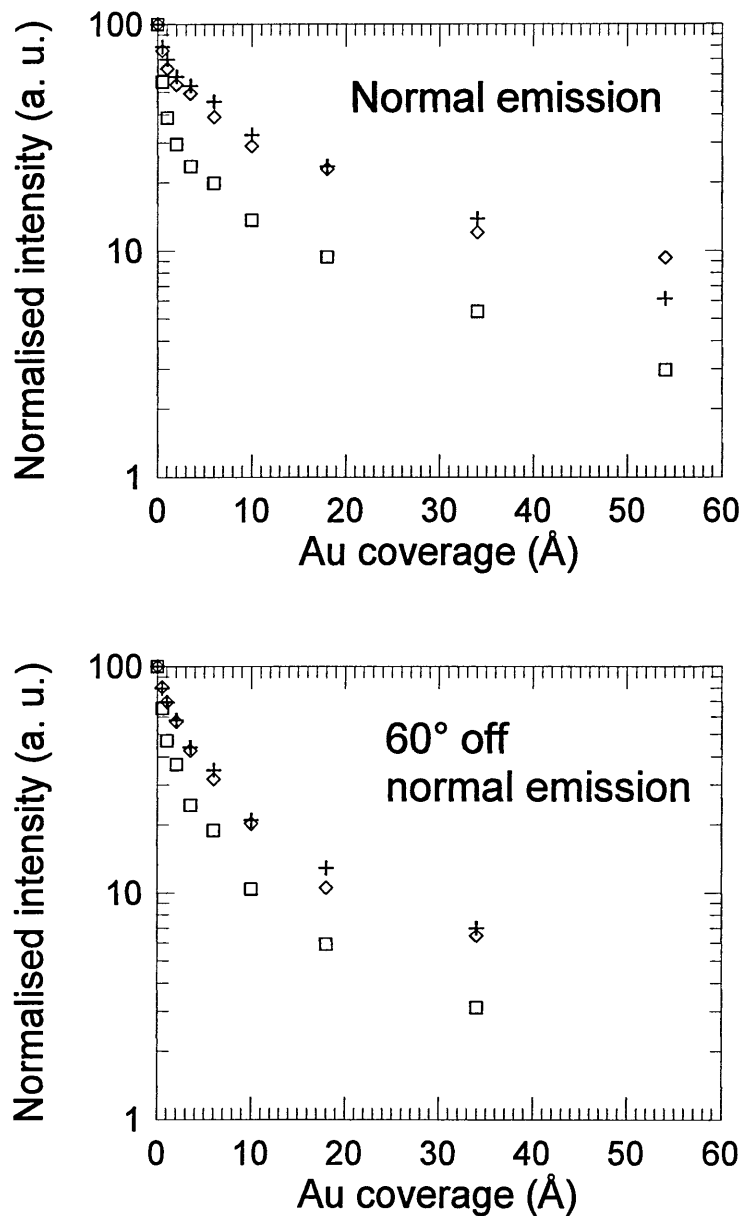 Normalised intensity (a. u.)
100
10
1
Normal emission
0 10 20 30 40 50 60
Au coverage (Å)
Normalised intensity (a. u.)
100
10
1
60° off
normal emission
0 10 20 30 40 50 60
Au coverage (Å)